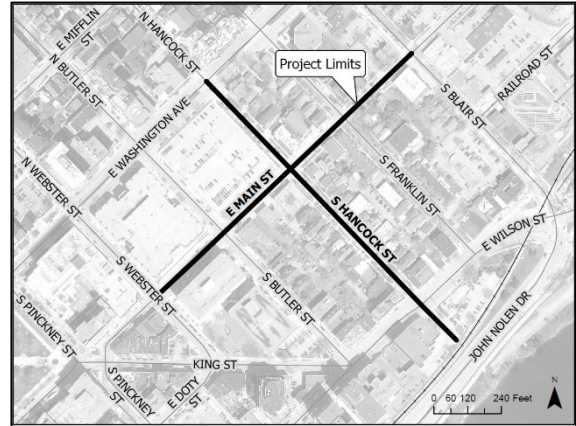 E MIFFLIN
ST
N HANCOCK ST
N BUTLER ST
Project Limits
RAILROAD ST
S BLAIR ST
E WASHINGTON AVE
N WEBSTER ST
S FRANKLIN ST
E MAIN ST
S HANCOCK ST
E WILSON ST
S WEBSTER ST
S BUTLER ST
S PINCKNEY ST
JOHN NOLEN DR
KING ST
S PINCKNEY
ST
E DOTY
ST
0 60 120 240 Feet
N